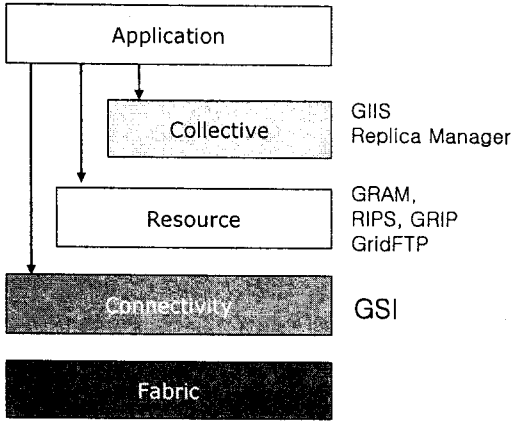 Application
Collective
GIIS
Replica Manager
Resource
GRAM,
RIPS, GRIP
GridFTP
Connectivity
GSI
Fabric